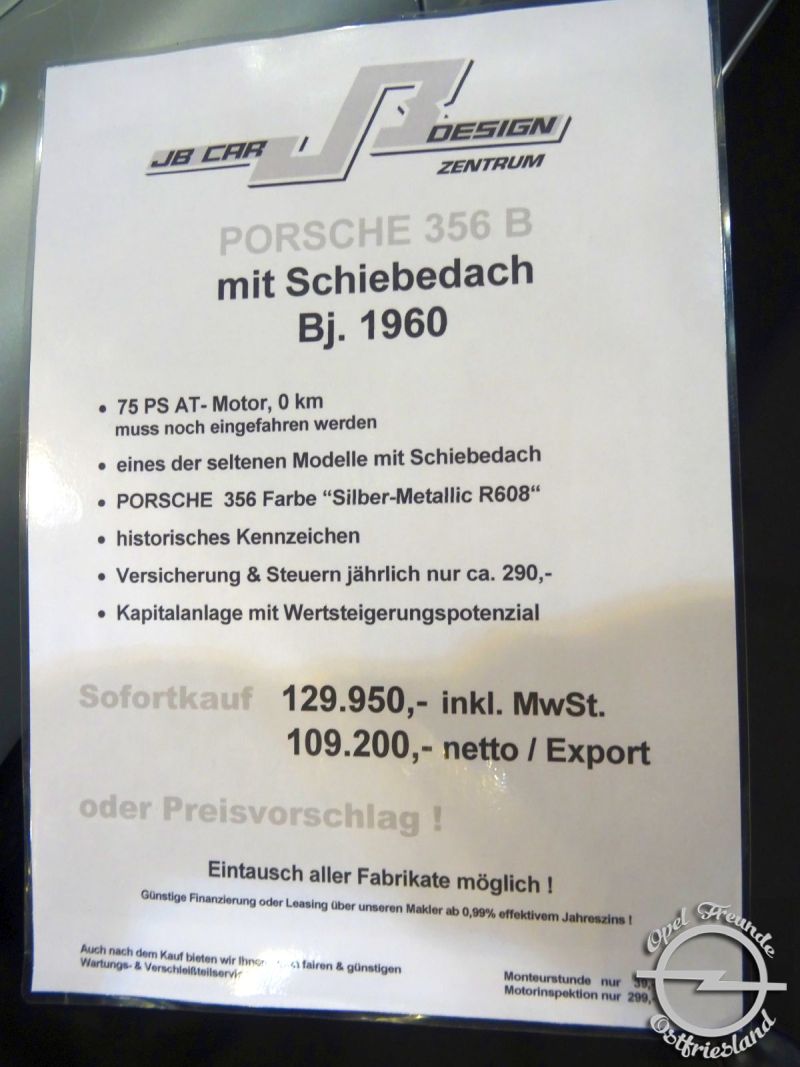 JB CAR DESIGN
ZENTRUM
PORSCHE 356 B
mit Schiebedach
Bj. 1960
• 75 PS AT- Motor, 0 km
muss noch eingefahren werden
• eines der seltenen Modelle mit Schiebedach
• PORSCHE 356 Farbe “Silber-Metallic R608“
• historisches Kennzeichen
• Versicherung & Steuern jährlich nur ca. 290,-
• Kapitalanlage mit Wertsteigerungspotenzial
Sofortkauf 129.950,- inkl. MwSt.
109.200,- netto / Export
oder Preisvorschlag !
Eintausch aller Fabrikate möglich !
Günstige Finanzierung oder Leasing über unseren Makler ab 0,99% effektivem Jahreszins !
Auch nach dem Kauf bieten wir fairen & günstigen
Wartungs- &
Monteurstunde nur
Motorinspektion nur 299,-
Opel Freunde
Ostfriesland